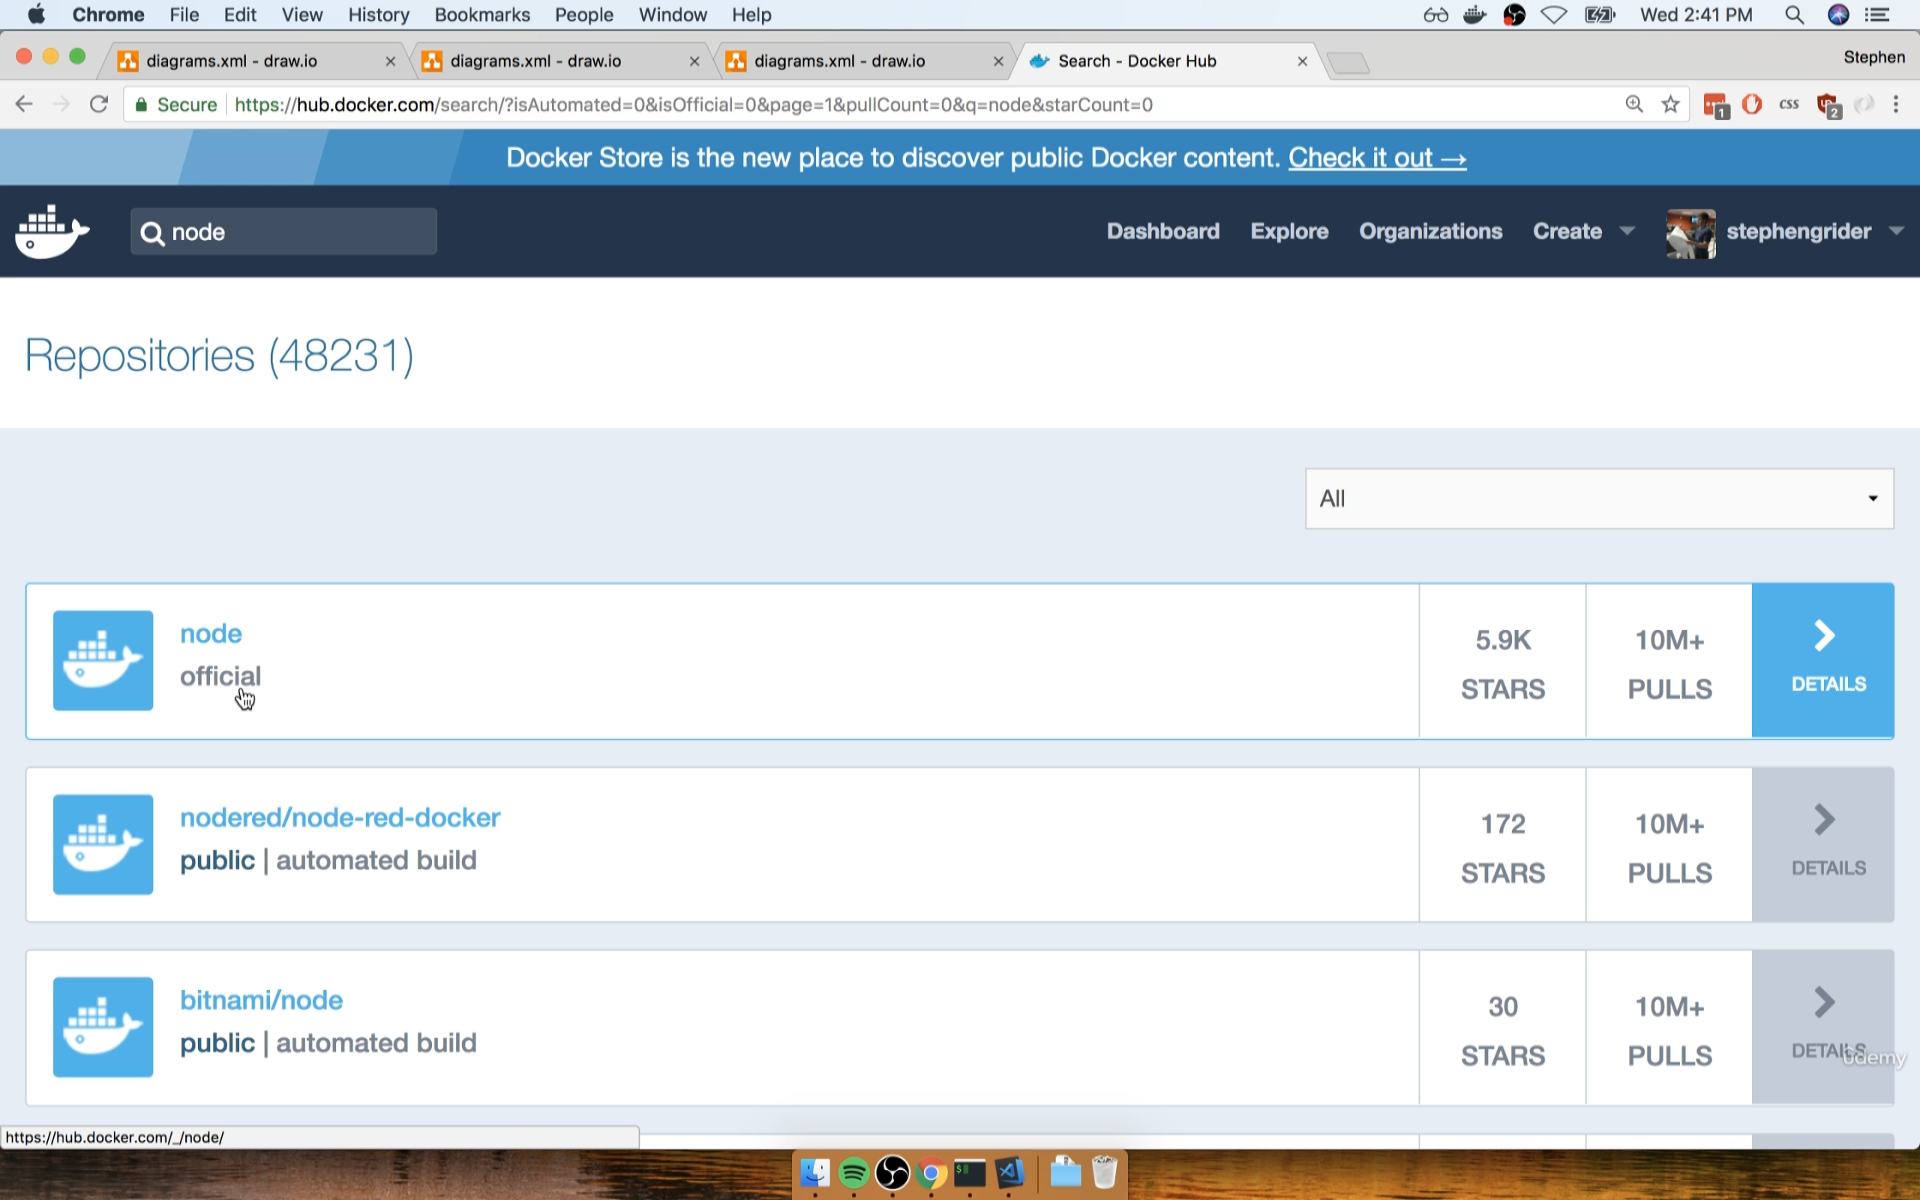 Chrome File Edit View History Bookmarks People Window Help Wed 2:41 PM
diagrams.xml - draw.io diagrams.xml - draw.io diagrams.xml - draw.io Search - Docker Hub Stephen
Secure https://hub.docker.com/search/?isAutomated=0&isOfficial=0&page=1&pullCount=0&q=node&starCount=0 1 CSS 2
Docker Store is the new place to discover public Docker content. Check it out →
node Dashboard Explore Organizations Create stephengrider
Repositories (48231)
All
node
official
5.9K
STARS
10M+
PULLS
DETAILS
nodered/node-red-docker
public | automated build
172
STARS
10M+
PULLS
DETAILS
bitnami/node
public | automated build
30
STARS
10M+
PULLS
DETAILS
udemy
https://hub.docker.com/_/node/